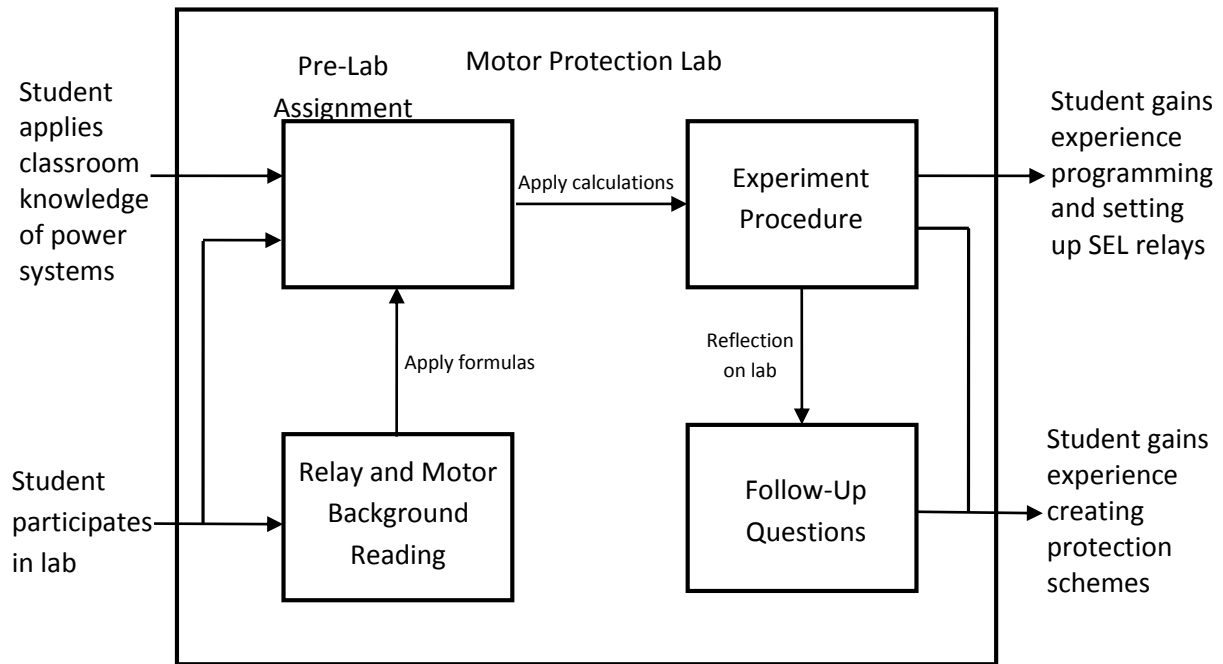 Motor Protection Lab
Pre-Lab
Assignment
Student
applies
classroom
knowledge
of power
systems
Apply calculations
Experiment
Procedure
Student gains
experience
programming
and setting
up SEL relays
Apply formulas
Reflection
on lab
Student
participates
in lab
Relay and Motor
Background
Reading
Follow-Up
Questions
Student gains
experience
creating
protection
schemes